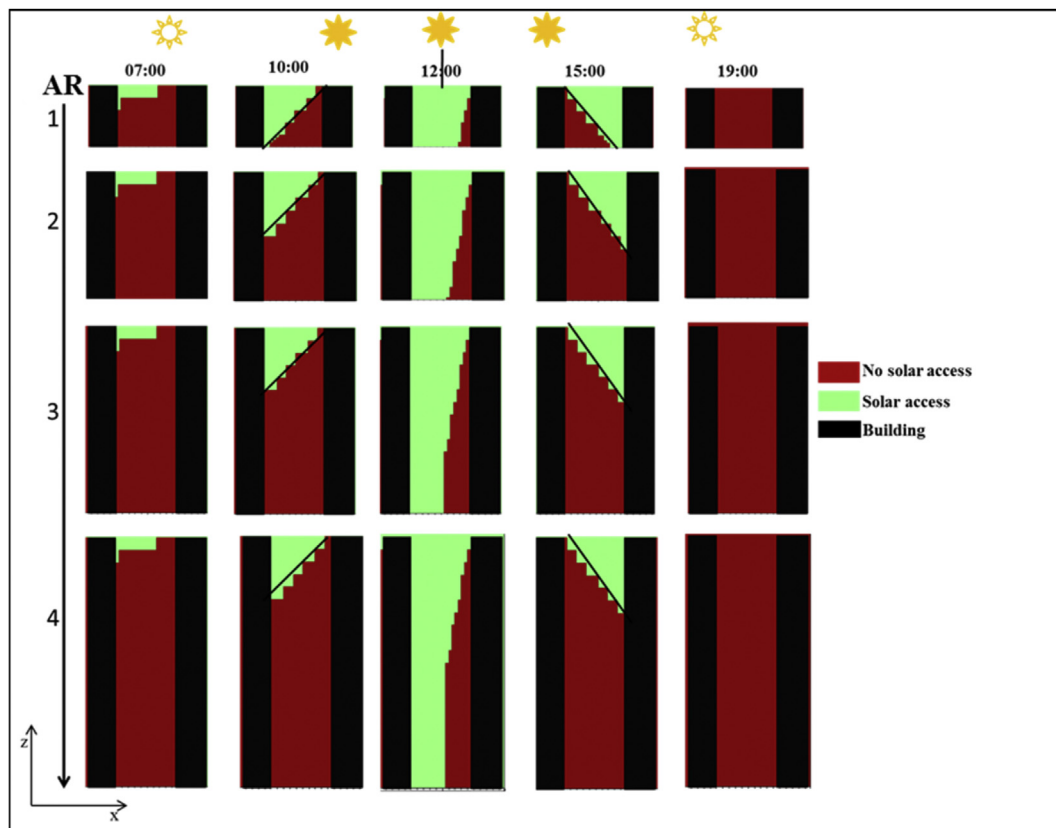 07:00 10:00 12:00 15:00 19:00
AR
1
2
3
4
No solar access
Solar access
Building
z
x